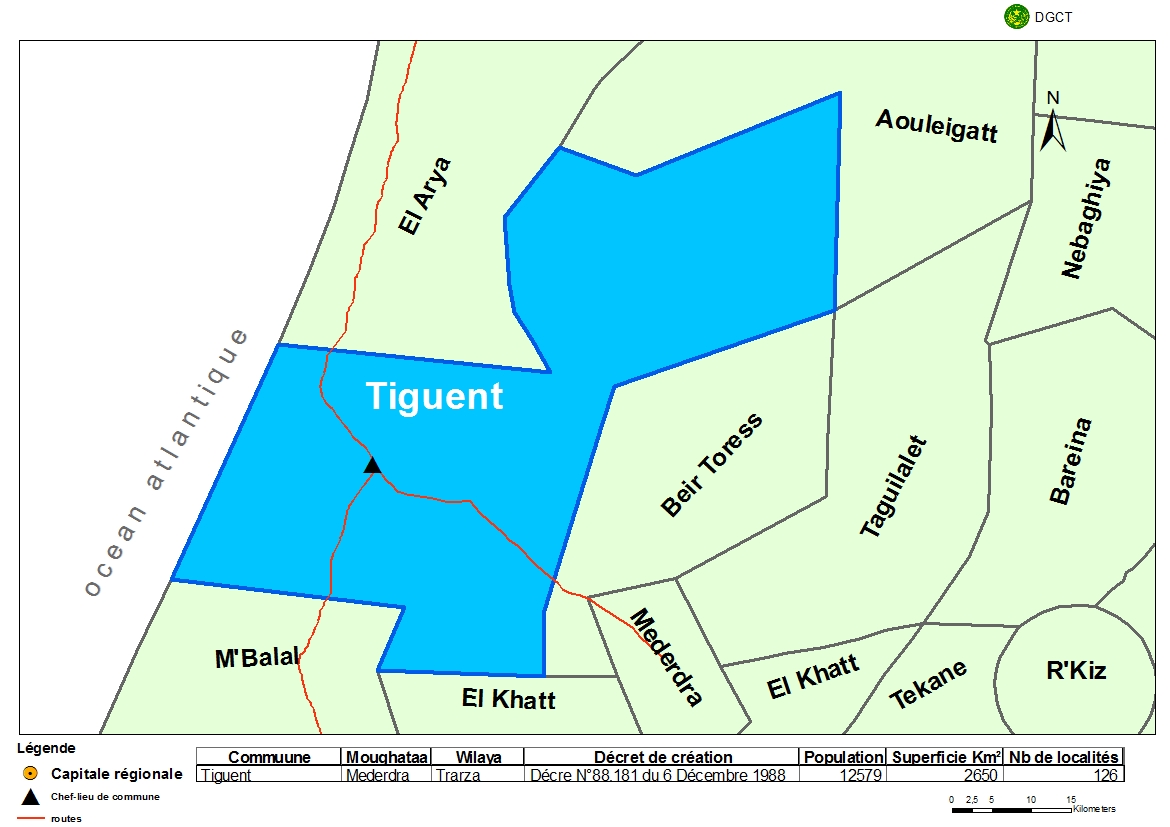 DGCT
N
Aouleigatt
El Arya
Nebaghiya
ocean atlantique
Tiguent
Beir Toress
Taguilalet
Bareina
Mederdra
M'Balal
El Khatt
El Khatt
Tekane
R'Kiz
Légende
Capitale régionale
Chef-lieu de commune
routes
Commuune Moughataa Wilaya Décret de création Population Superficie Km² Nb de localités
Tiguent Mederdra Trarza Décre N°88.181 du 6 Décembre 1988 12579 2650 126
0 2,5 5 10 15
Kilometers